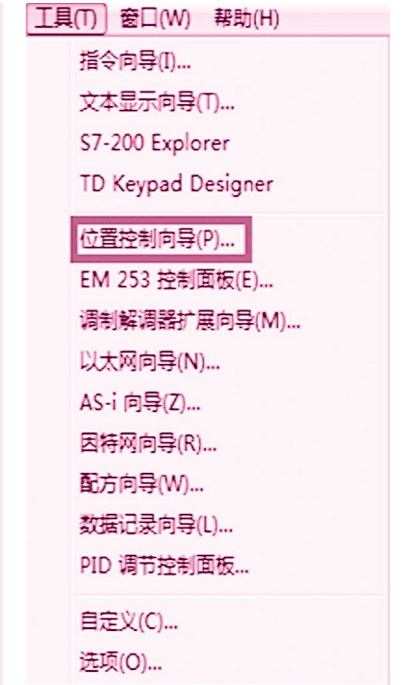 工具(T) 窗口(W) 帮助(H)
指令向导(I)...
文本显示向导(T)...
S7-200 Explorer
TD Keypad Designer
位置控制向导(P)...
EM 253 控制面板(E)...
调制解调器扩展向导(M)...
以太网向导(N)...
AS-i 向导(Z)...
因特网向导(R)...
配方向导(W)...
数据记录向导(L)...
PID 调节控制面板...
自定义(C)...
选项(O)...